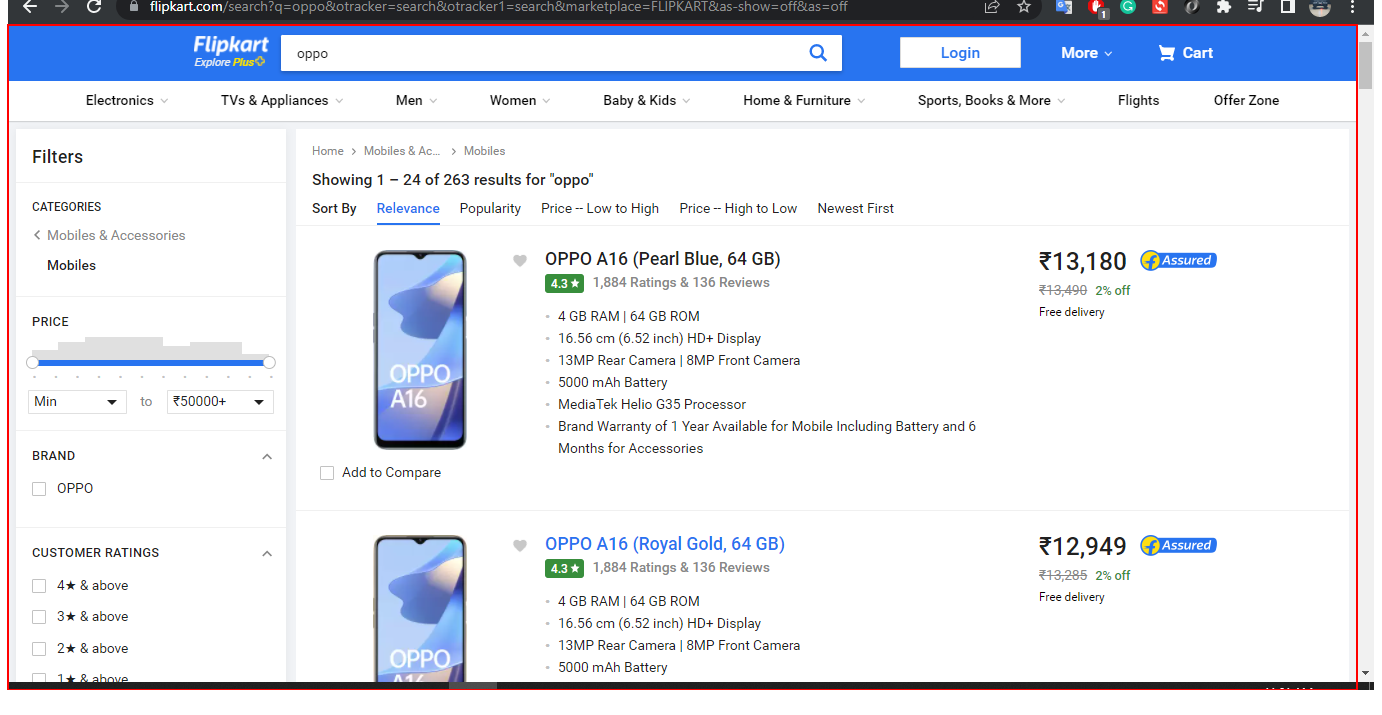 flipkart.com/search?q=oppo&otracker=search&otracker1=search&marketplace=FLIPKART&as-show=off&as=off
1
Flipkart
Explore Plus
oppo
Login
More
Cart
Electronics
TVs & Appliances
Men
Women
Baby & Kids
Home & Furniture
Sports, Books & More
Flights
Offer Zone
Filters
CATEGORIES
Mobiles & Accessories
Mobiles
PRICE
Min
to
₹50000+
BRAND
OPPO
CUSTOMER RATINGS
4★ & above
3★ & above
2★ & above
1★ & above
Home > Mobiles & Ac... > Mobiles
Showing 1 – 24 of 263 results for "oppo"
Sort By Relevance Popularity Price -- Low to High Price -- High to Low Newest First
OPPO
A16
Add to Compare
OPPO A16 (Pearl Blue, 64 GB)
4.3★ 1,884 Ratings & 136 Reviews
4 GB RAM | 64 GB ROM
16.56 cm (6.52 inch) HD+ Display
13MP Rear Camera | 8MP Front Camera
5000 mAh Battery
MediaTek Helio G35 Processor
Brand Warranty of 1 Year Available for Mobile Including Battery and 6
Months for Accessories
₹13,180 Assured
₹13,490 2% off
Free delivery
OPPO
A16
OPPO A16 (Royal Gold, 64 GB)
4.3★ 1,884 Ratings & 136 Reviews
4 GB RAM | 64 GB ROM
16.56 cm (6.52 inch) HD+ Display
13MP Rear Camera | 8MP Front Camera
5000 mAh Battery
₹12,949 Assured
₹13,285 2% off
Free delivery